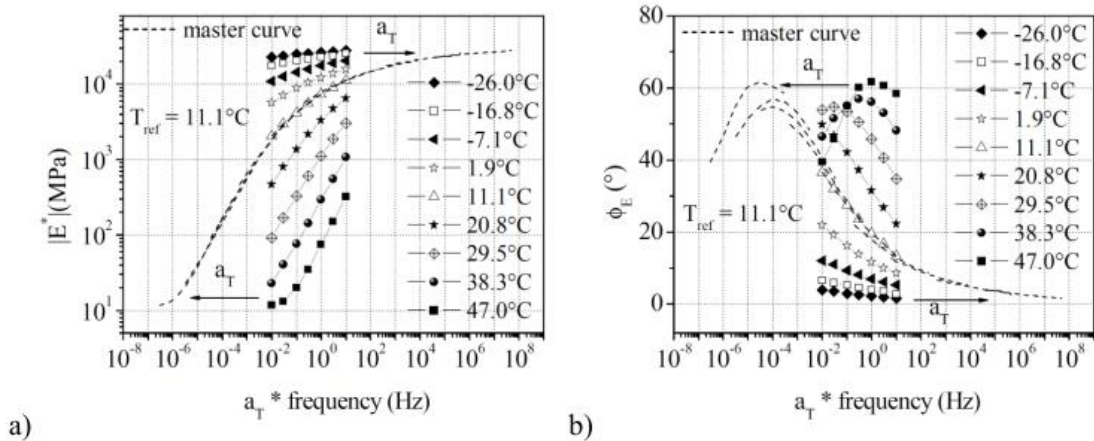 master curve
a_T
-26.0°C
-16.8°C
-7.1°C
1.9°C
11.1°C
20.8°C
29.5°C
38.3°C
47.0°C
T_ref = 11.1°C
a_T
10^4
10^3
10^2
10^1
|E^*|(MPa)
10^-8 10^-6 10^-4 10^-2 10^0 10^2 10^4 10^6 10^8
a_T * frequency (Hz)
a)
master curve
a_T
-26.0°C
-16.8°C
-7.1°C
1.9°C
11.1°C
20.8°C
29.5°C
38.3°C
47.0°C
T_ref = 11.1°C
a_T
80
60
40
20
0
ϕ_E (°)
10^-8 10^-6 10^-4 10^-2 10^0 10^2 10^4 10^6 10^8
a_T * frequency (Hz)
b)